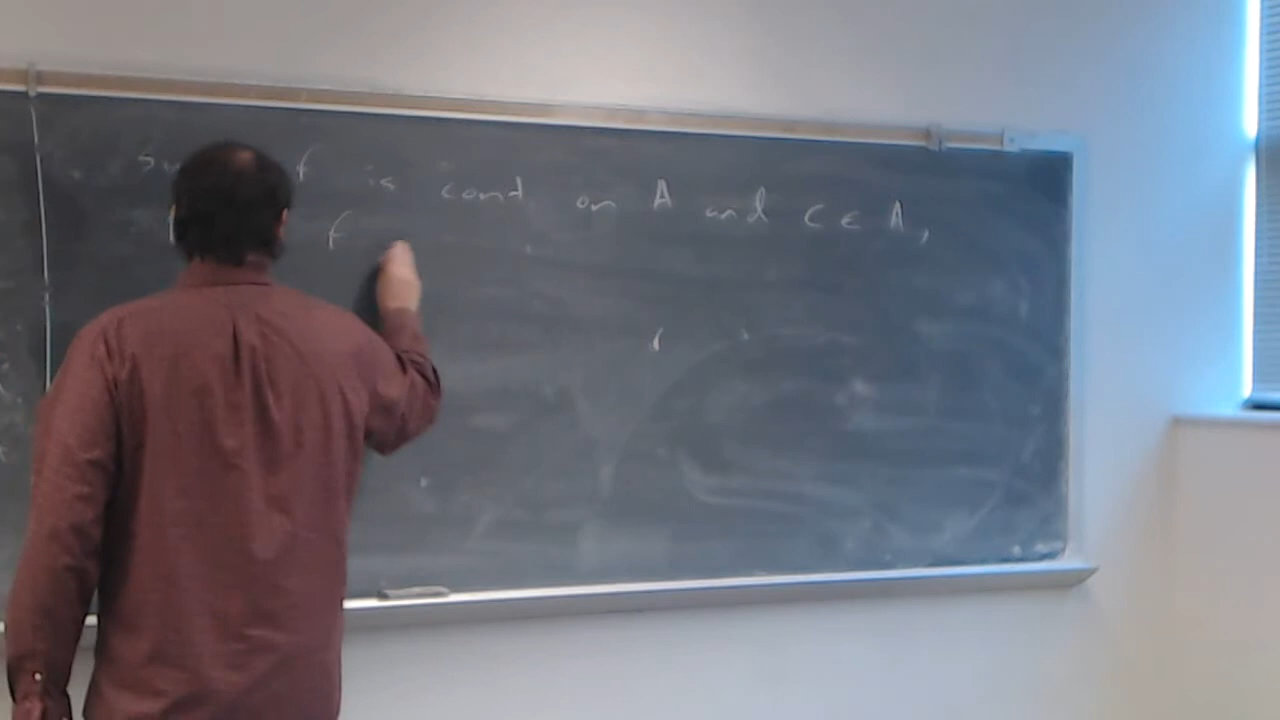 f is cont on A and C ∈ A,
f